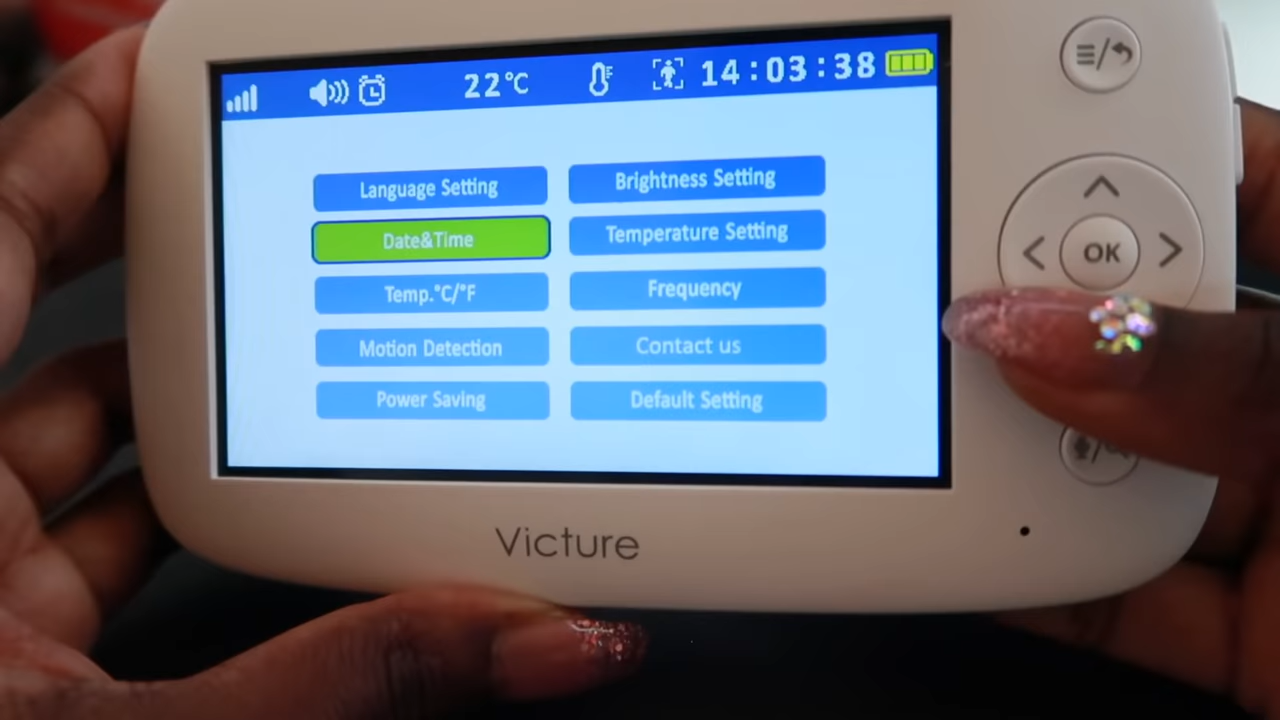 22°C 14:03:38
Language Setting
Brightness Setting
Date&Time
Temperature Setting
Temp.°C/°F
Frequency
Motion Detection
Contact us
Power Saving
Default Setting
OK
Victure